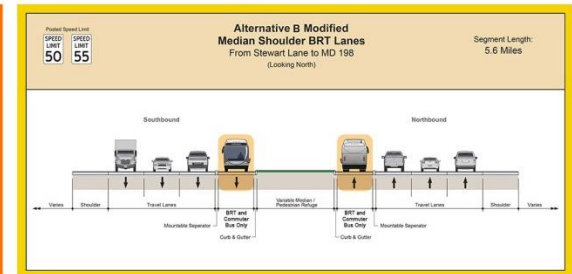 Posted Speed Limit
SPEED
LIMIT
50
SPEED
LIMIT
55
Alternative B Modified
Median Shoulder BRT Lanes
From Stewart Lane to MD 198
(Looking North)
Segment Length:
5.6 Miles
Southbound
Northbound
Varies
Shoulder
Travel Lanes
Mountable Separator
BRT and
Commuter
Bus Only
Curb & Gutter
Variable Median /
Pedestrian Refuge
Curb & Gutter
BRT and
Commuter
Bus Only
Mountable Separator
Travel Lanes
Shoulder
Varies